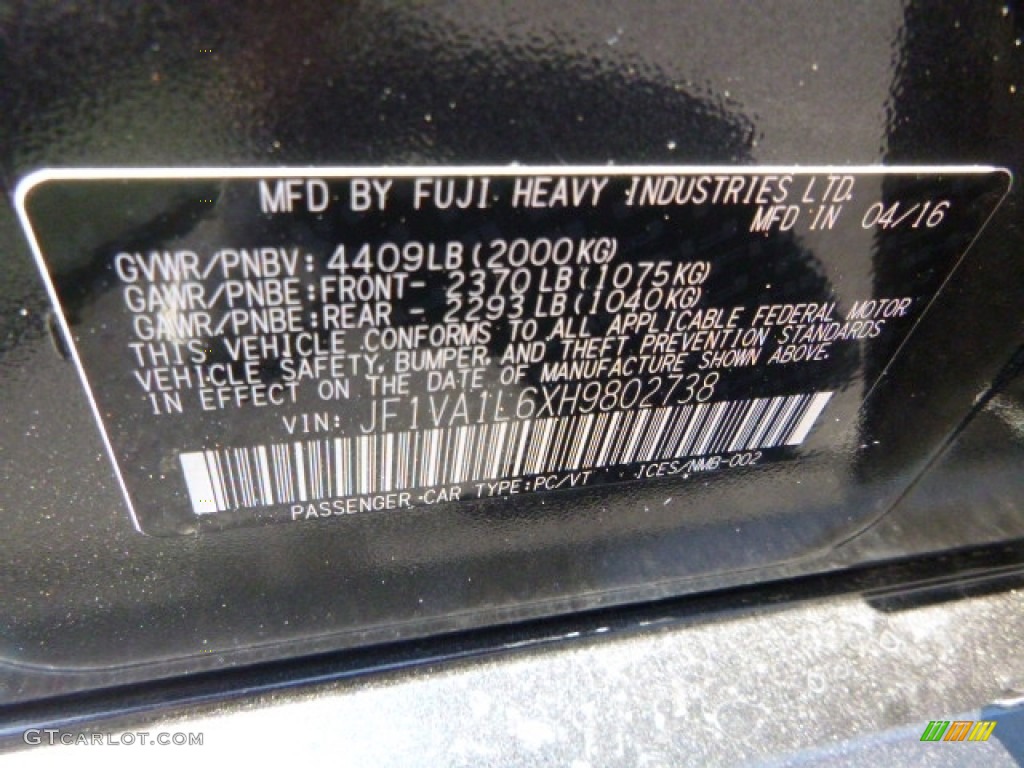 MFD BY FUJI HEAVY INDUSTRIES LTD.
MFD IN 04/16
GVWR/PNBV: 4409LB(2000KG)
GAWR/PNBE:FRONT- 2370LB(1075KG)
GAWR/PNBE:REAR - 2293LB(1040KG)
THIS VEHICLE CONFORMS TO ALL APPLICABLE FEDERAL MOTOR
VEHICLE SAFETY, BUMPER, AND THEFT PREVENTION STANDARDS
IN EFFECT ON THE DATE OF MANUFACTURE SHOWN ABOVE.
VIN: JF1VA1L6XH9802738
PASSENGER CAR TYPE:PC/VT ICES/NMB-002
GTCARLOT.COM